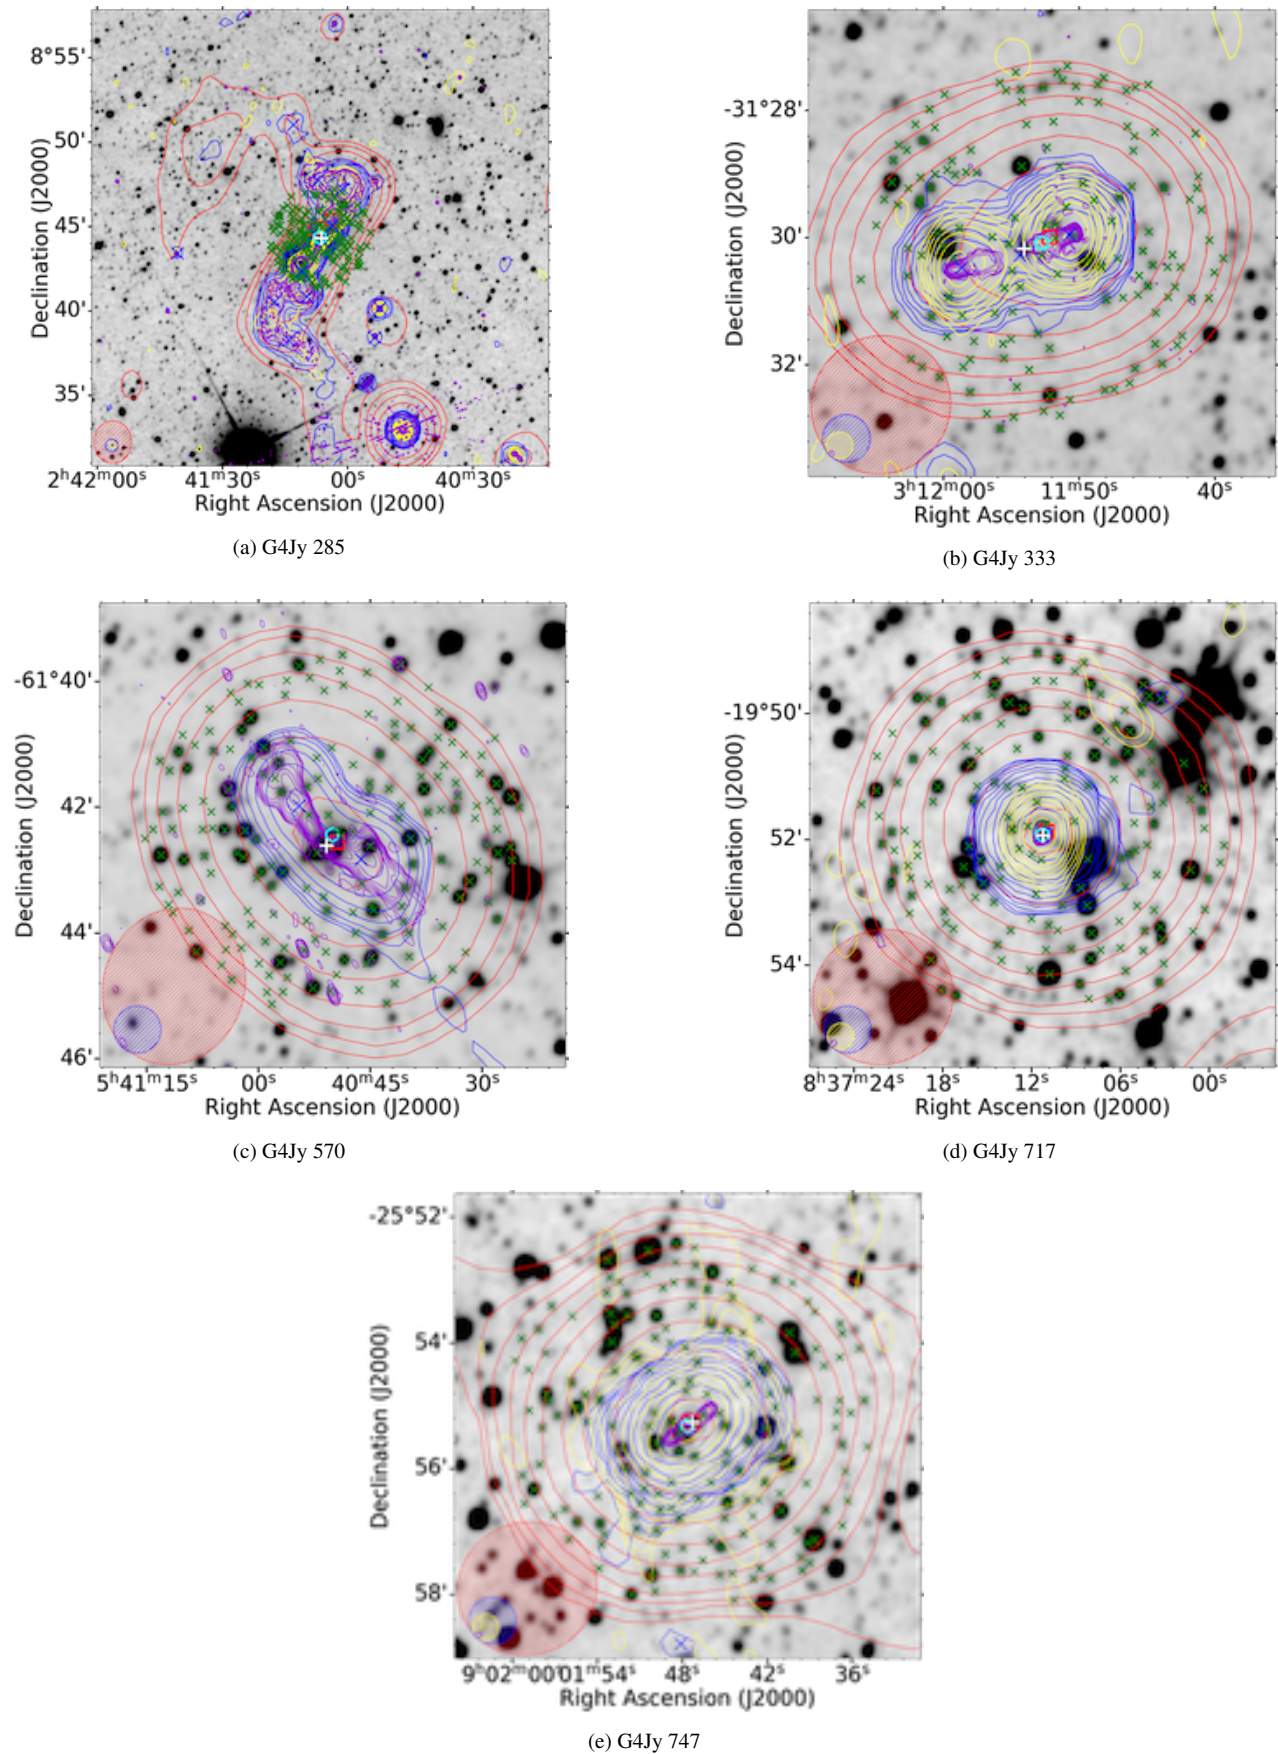 8°55'
50'
45'
40'
35'
Declination (J2000)
2ʰ42ᵐ00ˢ 41ᵐ30ˢ 00ˢ 40ᵐ30ˢ
Right Ascension (J2000)
(a) G4Jy 285
-31°28'
30'
32'
Declination (J2000)
3ʰ12ᵐ00ˢ 11ᵐ50ˢ 40ˢ
Right Ascension (J2000)
(b) G4Jy 333
-61°40'
42'
44'
46'
Declination (J2000)
5ʰ41ᵐ15ˢ 00ˢ 40ᵐ45ˢ 30ˢ
Right Ascension (J2000)
(c) G4Jy 570
-19°50'
52'
54'
Declination (J2000)
8ʰ37ᵐ24ˢ 18ˢ 12ˢ 06ˢ 00ˢ
Right Ascension (J2000)
(d) G4Jy 717
-25°52'
54'
56'
58'
Declination (J2000)
9ʰ02ᵐ00ˢ01ᵐ54ˢ 48ˢ 42ˢ 36ˢ
Right Ascension (J2000)
(e) G4Jy 747